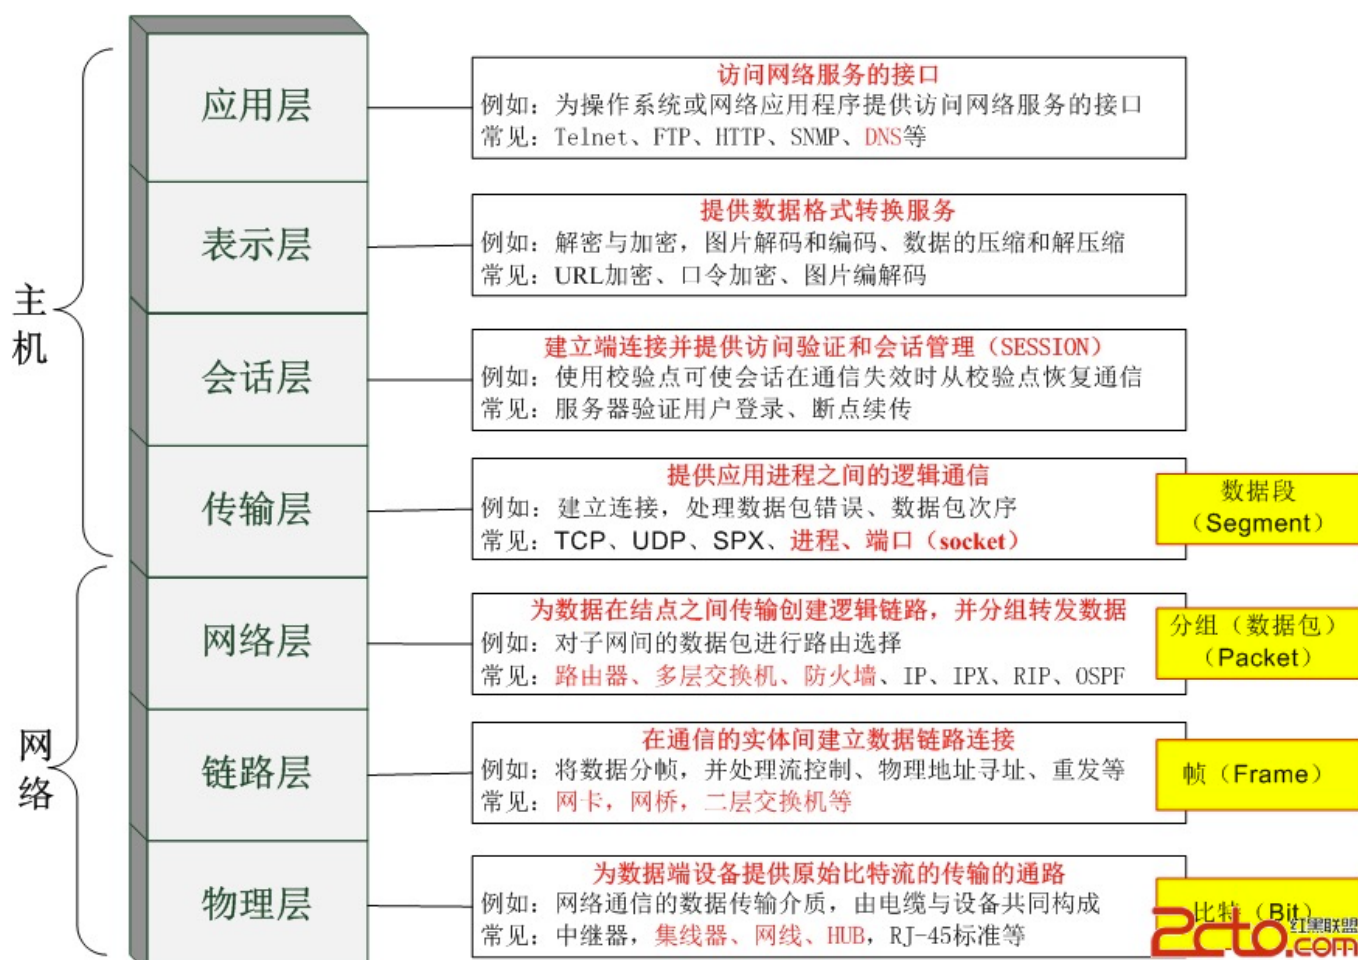 主机
网络
应用层
访问网络服务的接口
例如：为操作系统或网络应用程序提供访问网络服务的接口
常见：Telnet、FTP、HTTP、SNMP、DNS等
表示层
提供数据格式转换服务
例如：解密与加密，图片解码和编码、数据的压缩和解压缩
常见：URL加密、口令加密、图片编解码
会话层
建立端连接并提供访问验证和会话管理（SESSION）
例如：使用校验点可使会话在通信失效时从校验点恢复通信
常见：服务器验证用户登录、断点续传
传输层
提供应用进程之间的逻辑通信
例如：建立连接，处理数据包错误、数据包次序
常见：TCP、UDP、SPX、进程、端口（socket）
数据段
（Segment）
网络层
为数据在结点之间传输创建逻辑链路，并分组转发数据
例如：对子网间的数据包进行路由选择
常见：路由器、多层交换机、防火墙、IP、IPX、RIP、OSPF
分组（数据包）
（Packet）
链路层
在通信的实体间建立数据链路连接
例如：将数据分帧，并处理流控制、物理地址寻址、重发等
常见：网卡，网桥，二层交换机等
帧（Frame）
物理层
为数据端设备提供原始比特流的传输的通路
例如：网络通信的数据传输介质，由电缆与设备共同构成
常见：中继器，集线器、网线、HUB，RJ-45标准等
比特（Bit）
2cto.com
红黑联盟